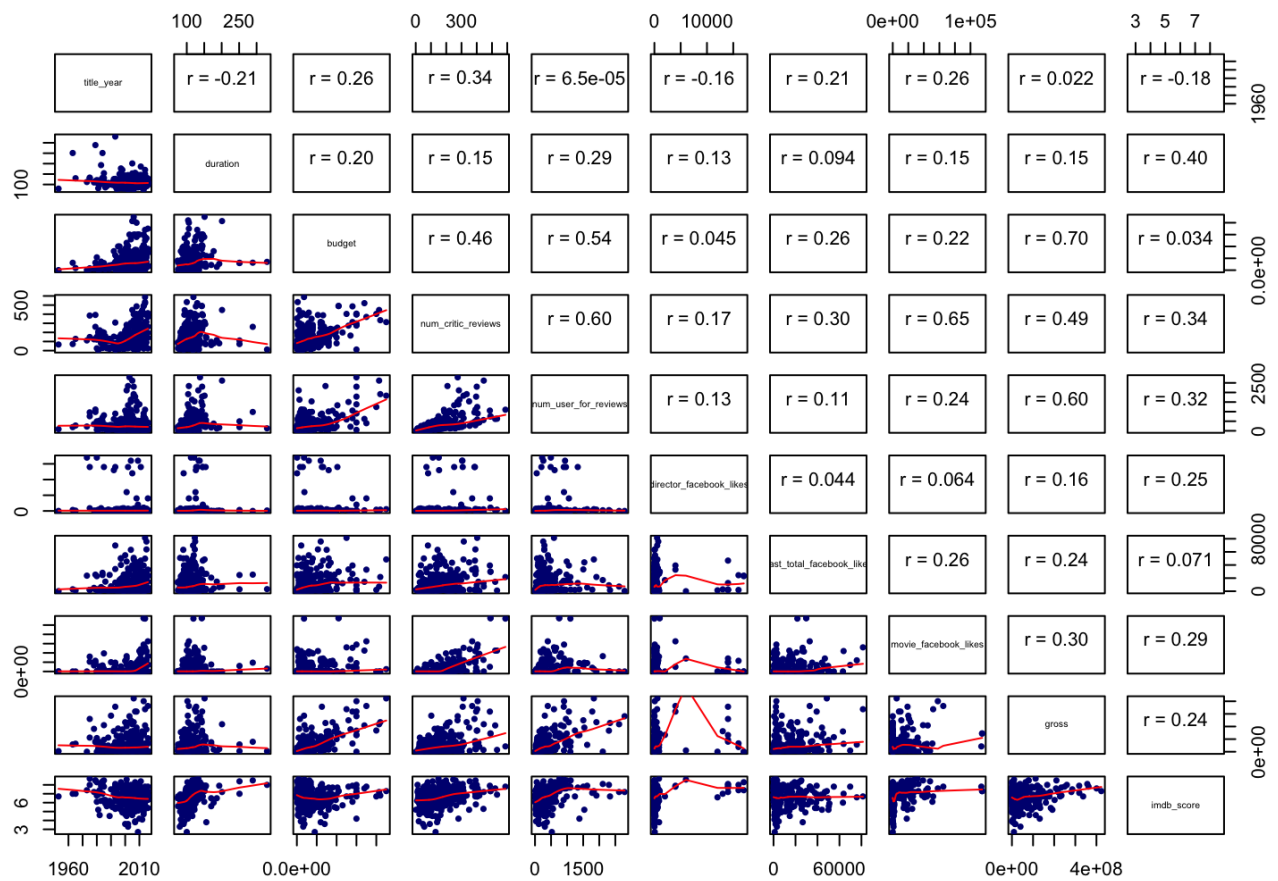 100 250 0 300 0 10000 0e+00 1e+05 3 5 7
title_year r = -0.21 r = 0.26 r = 0.34 r = 6.5e-05 r = -0.16 r = 0.21 r = 0.26 r = 0.022 r = -0.18 1960
100 duration r = 0.20 r = 0.15 r = 0.29 r = 0.13 r = 0.094 r = 0.15 r = 0.15 r = 0.40
budget r = 0.46 r = 0.54 r = 0.045 r = 0.26 r = 0.22 r = 0.70 r = 0.034 0.0e+00
0 500 num_critic_reviews r = 0.60 r = 0.17 r = 0.30 r = 0.65 r = 0.49 r = 0.34
num_user_for_reviews r = 0.13 r = 0.11 r = 0.24 r = 0.60 r = 0.32 0 2500
0 director_facebook_likes r = 0.044 r = 0.064 r = 0.16 r = 0.25
ast_total_facebook_like r = 0.26 r = 0.24 r = 0.071 0 80000
0e+00 movie_facebook_likes r = 0.30 r = 0.29
gross r = 0.24 0e+00
3 6 imdb_score
1960 2010 0.0e+00 0 1500 0 60000 0e+00 4e+08